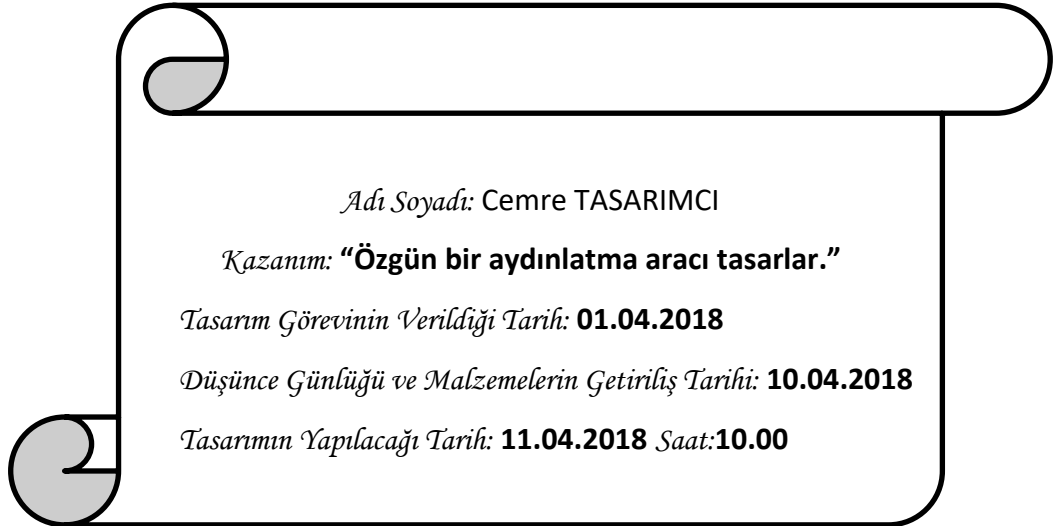 Adı Soyadı: Cemre TASARIMCI
Kazanım: “Özgün bir aydınlatma aracı tasarlar.”
Tasarım Görevinin Verildiği Tarih: 01.04.2018
Düşünce Günlüğü ve Malzemelerin Getiriliş Tarihi: 10.04.2018
Tasarımın Yapılacağı Tarih: 11.04.2018 Saat:10.00